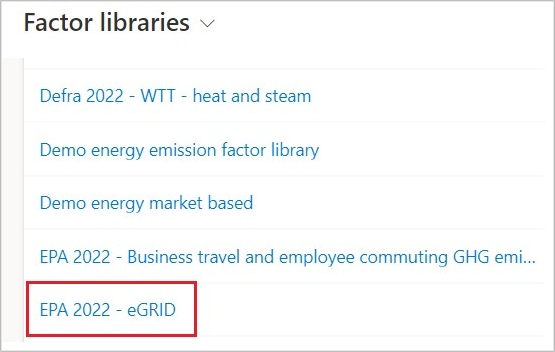 Factor libraries
Defra 2022 - WTT - heat and steam
Demo energy emission factor library
Demo energy market based
EPA 2022 - Business travel and employee commuting GHG emi...
EPA 2022 - eGRID